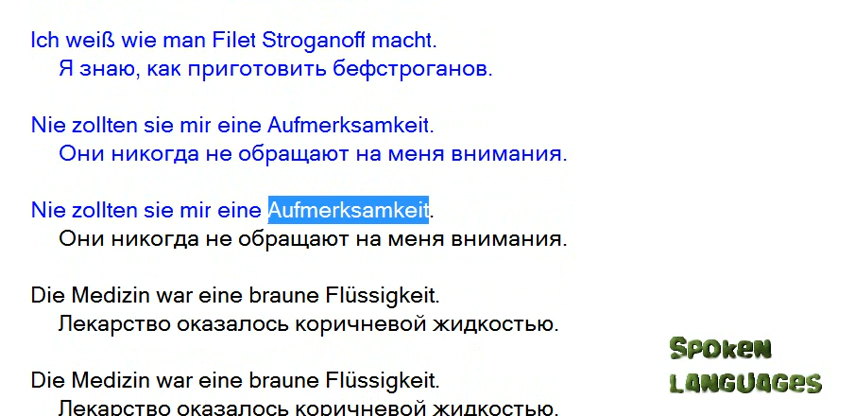 Ich weiß wie man Filet Stroganoff macht.
Я знаю, как приготовить бефстроганов.
Nie zollten sie mir eine Aufmerksamkeit.
Они никогда не обращают на меня внимания.
Nie zollten sie mir eine Aufmerksamkeit.
Они никогда не обращают на меня внимания.
Die Medizin war eine braune Flüssigkeit.
Лекарство оказалось коричневой жидкостью.
Die Medizin war eine braune Flüssigkeit.
Лекарство оказалось коричневой жидкостью.
Spoken
Languages